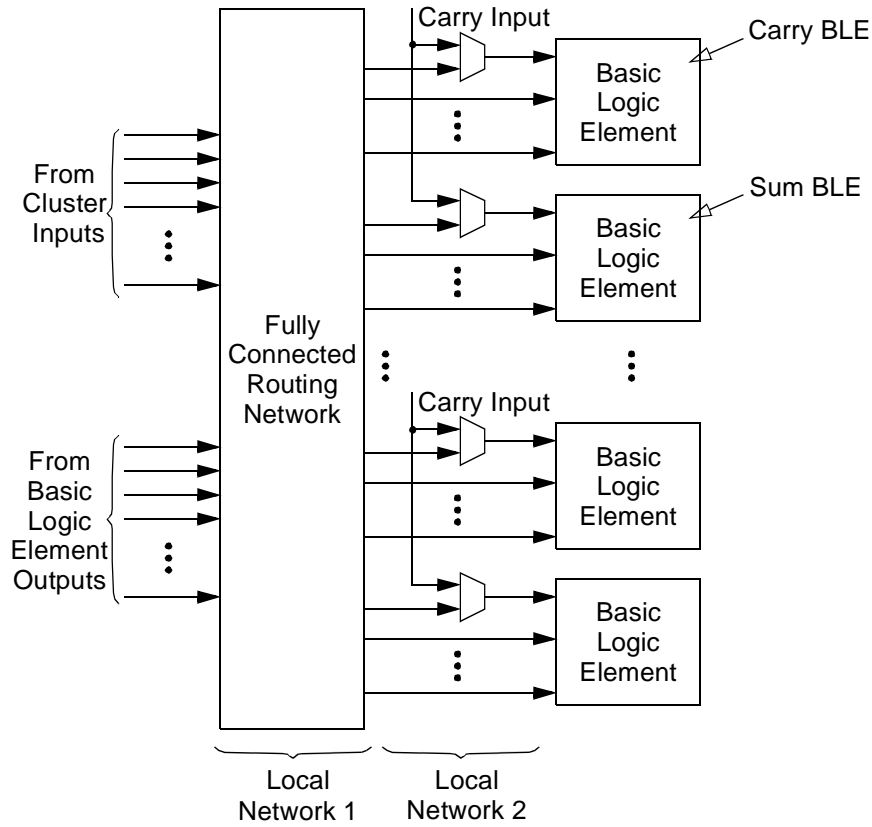 Carry Input
Carry BLE
Basic
Logic
Element
From
Cluster
Inputs
Sum BLE
Basic
Logic
Element
Fully
Connected
Routing
Network
Carry Input
From
Basic
Logic
Element
Outputs
Basic
Logic
Element
Basic
Logic
Element
Local
Network 1
Local
Network 2